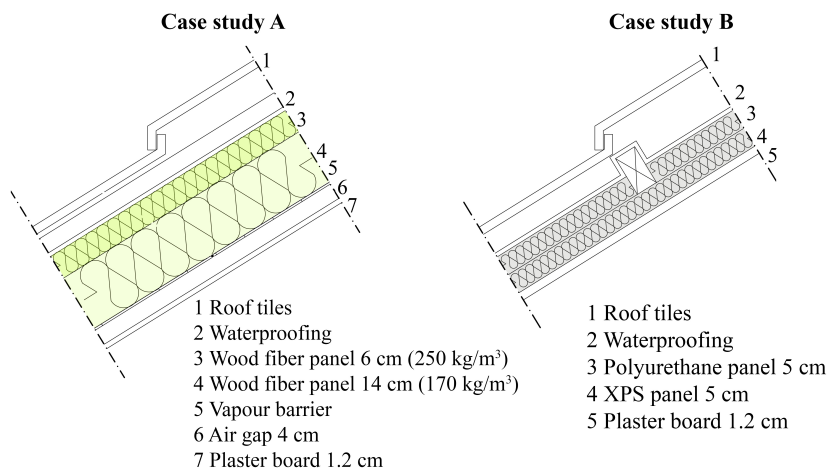 Case study A
1
2
3
4
5
6
7
1 Roof tiles
2 Waterproofing
3 Wood fiber panel 6 cm (250 kg/m³)
4 Wood fiber panel 14 cm (170 kg/m³)
5 Vapour barrier
6 Air gap 4 cm
7 Plaster board 1.2 cm
Case study B
1
2
3
4
5
1 Roof tiles
2 Waterproofing
3 Polyurethane panel 5 cm
4 XPS panel 5 cm
5 Plaster board 1.2 cm